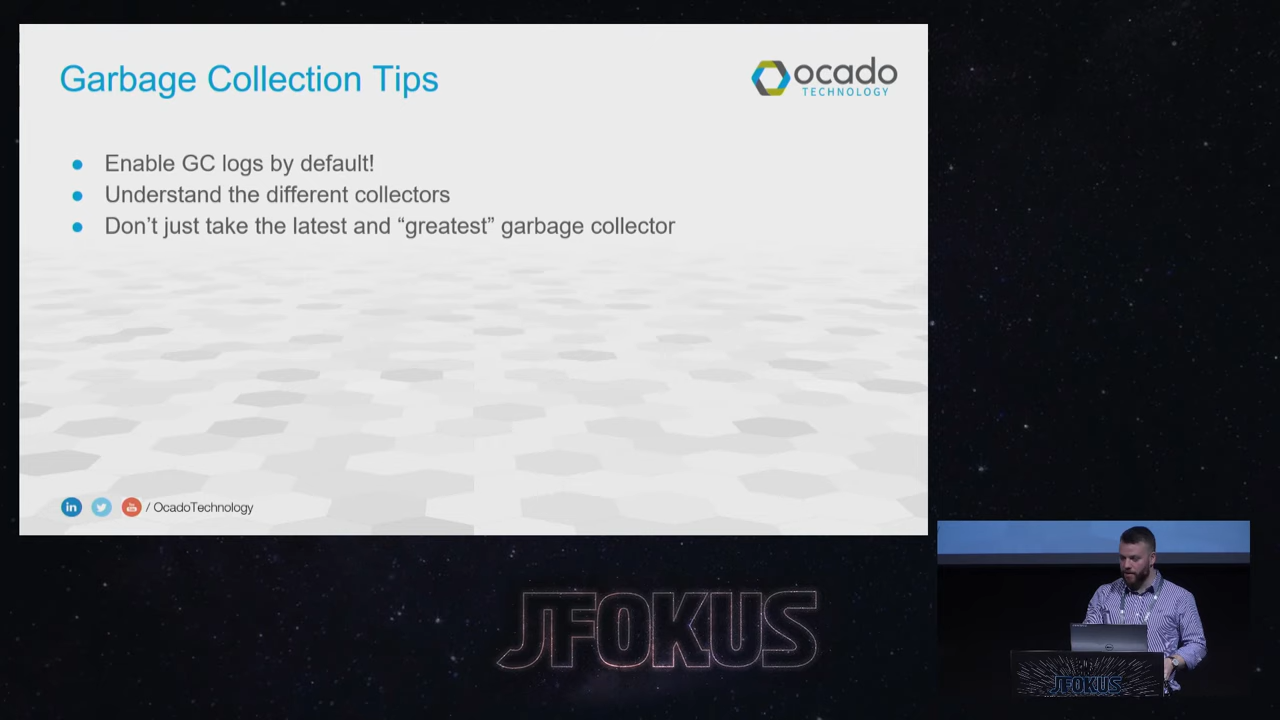 Garbage Collection Tips
ocado
TECHNOLOGY
Enable GC logs by default!
Understand the different collectors
Don’t just take the latest and “greatest” garbage collector
in
/ OcadoTechnology
JFOKUS
JFOKUS